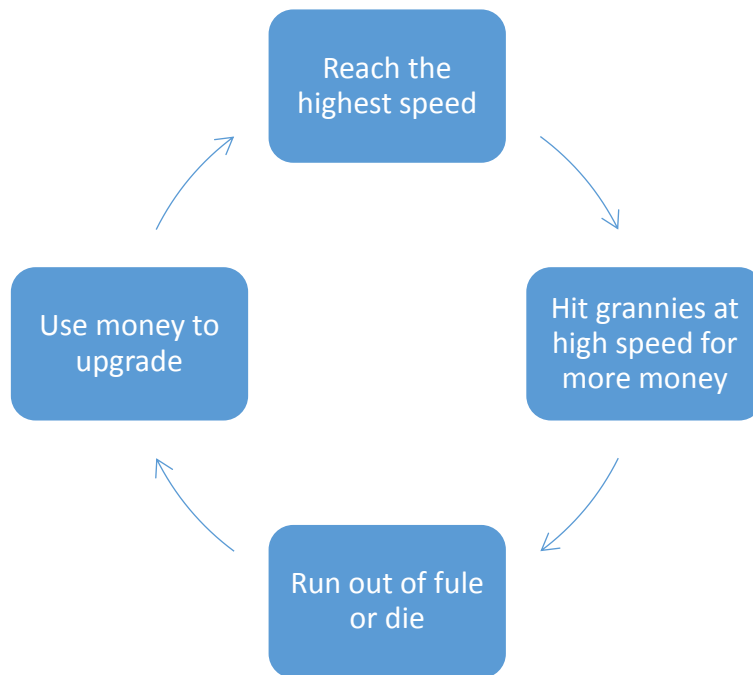 Reach the
highest speed
Hit grannies at
high speed for
more money
Run out of fule
or die
Use money to
upgrade